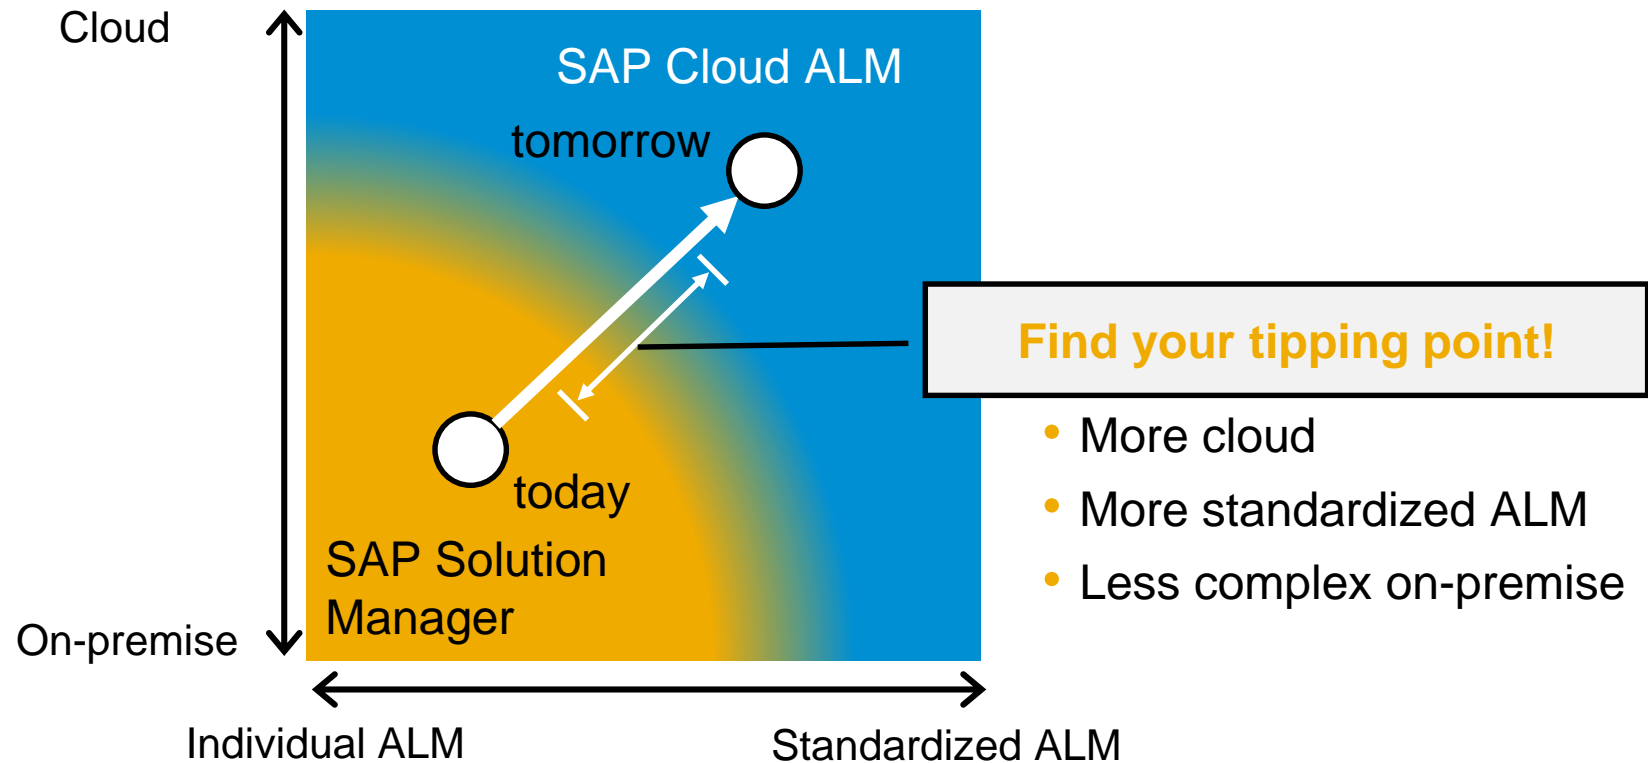 Cloud
SAP Cloud ALM
tomorrow
Find your tipping point!
• More cloud
• More standardized ALM
• Less complex on-premise
today
SAP Solution
Manager
On-premise
Individual ALM
Standardized ALM